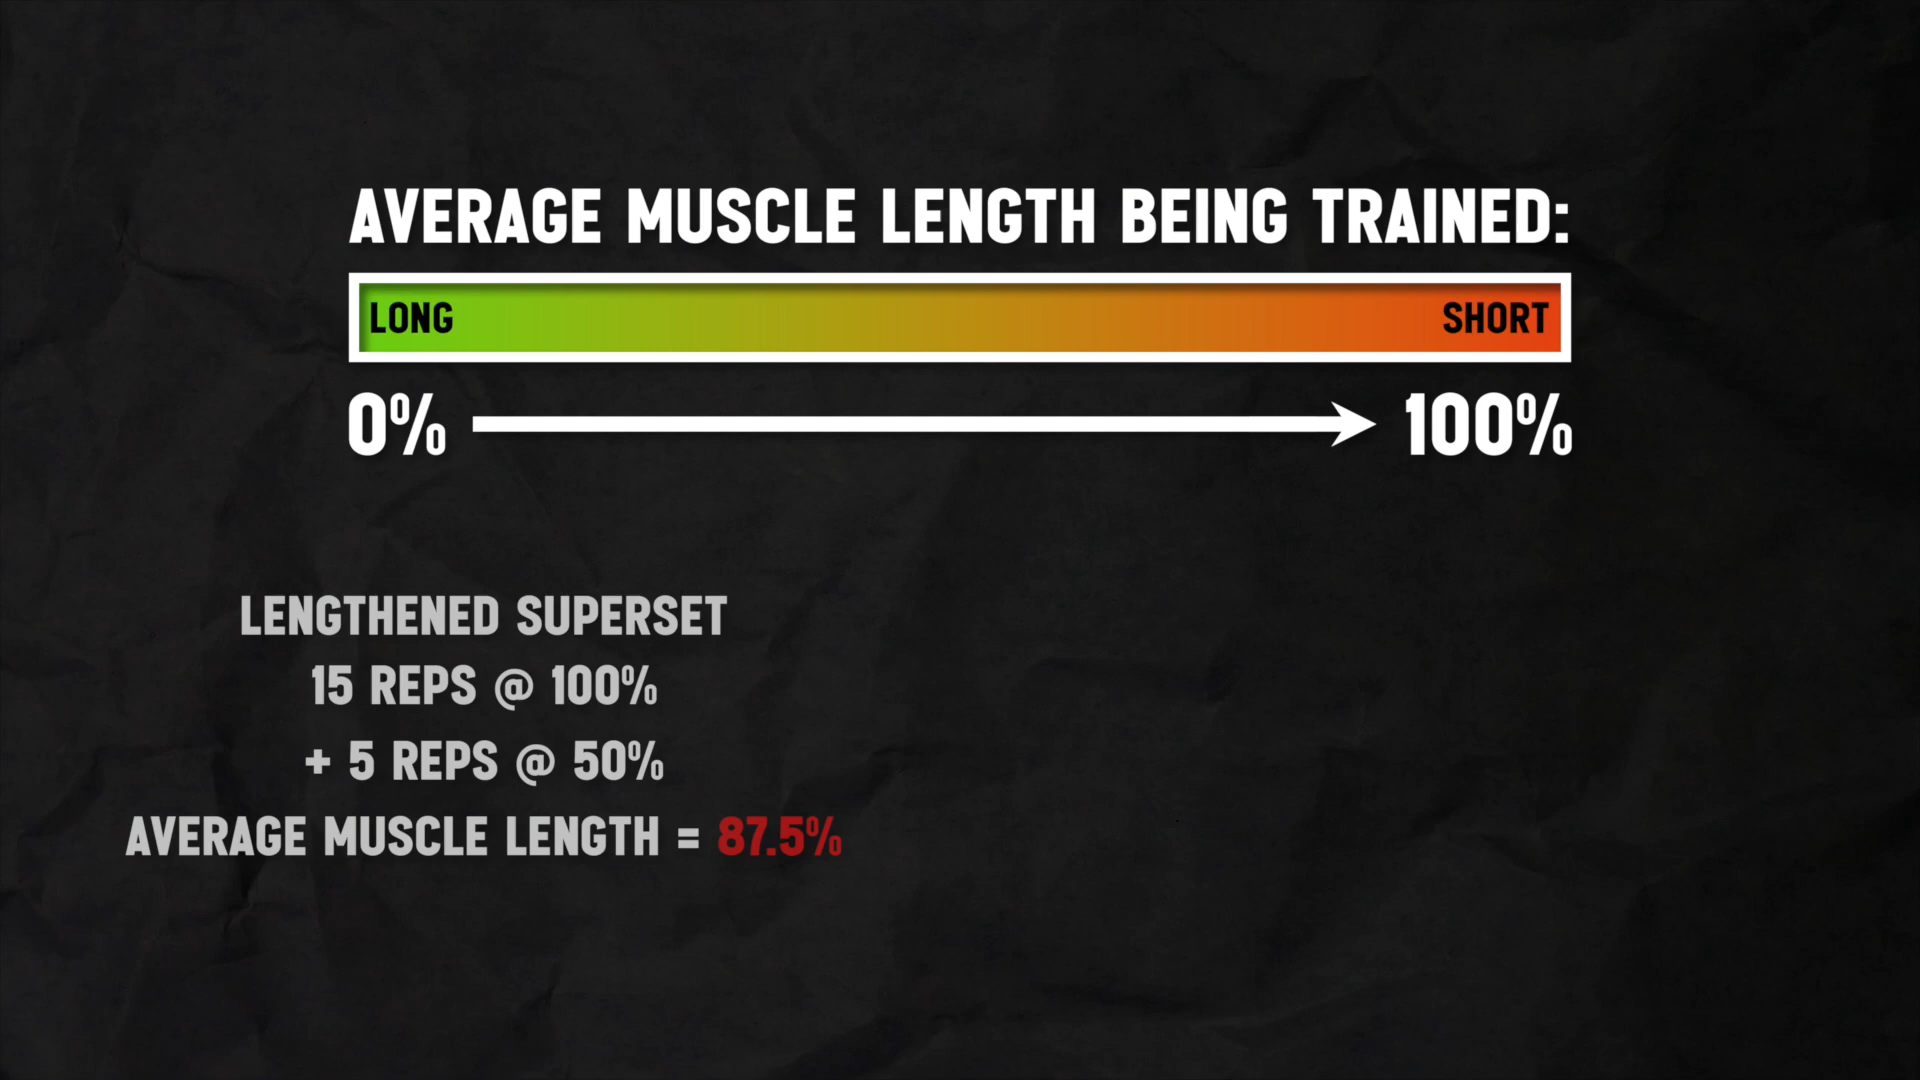 AVERAGE MUSCLE LENGTH BEING TRAINED:
LONG SHORT
0% 100%
LENGTHENED SUPERSET
15 REPS @ 100%
+ 5 REPS @ 50%
AVERAGE MUSCLE LENGTH = 87.5%